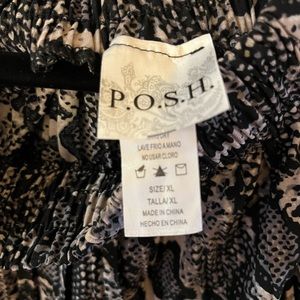 P.O.S.H.
LAVE FRIO A MANO
NO USAR CLORO
SIZE/XL
TALLA/XL
MADE IN CHINA
HECHO EN CHINA